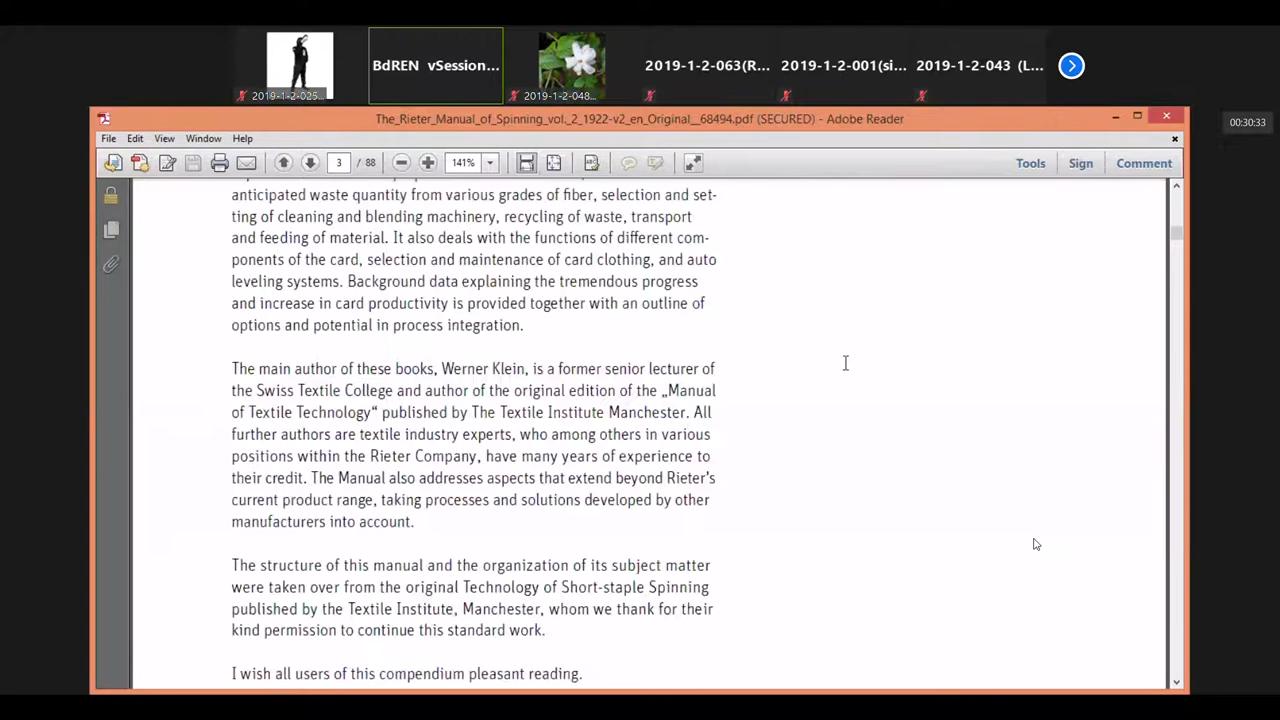 BdREN vSession...
2019-1-2-063(R...
2019-1-2-001(si...
2019-1-2-043 (L...
2019-1-2-025...
2019-1-2-048...
The_Rieter_Manual_of_Spinning_vol._2_1922-v2_en_Original__68494.pdf (SECURED) - Adobe Reader
00:30:33
File Edit View Window Help
3 / 88 141% Tools Sign Comment
anticipated waste quantity from various grades of fiber, selection and set-
ting of cleaning and blending machinery, recycling of waste, transport
and feeding of material. It also deals with the functions of different com-
ponents of the card, selection and maintenance of card clothing, and auto
leveling systems. Background data explaining the tremendous progress
and increase in card productivity is provided together with an outline of
options and potential in process integration.
The main author of these books, Werner Klein, is a former senior lecturer of
the Swiss Textile College and author of the original edition of the „Manual
of Textile Technology“ published by The Textile Institute Manchester. All
further authors are textile industry experts, who among others in various
positions within the Rieter Company, have many years of experience to
their credit. The Manual also addresses aspects that extend beyond Rieter’s
current product range, taking processes and solutions developed by other
manufacturers into account.
The structure of this manual and the organization of its subject matter
were taken over from the original Technology of Short-staple Spinning
published by the Textile Institute, Manchester, whom we thank for their
kind permission to continue this standard work.
I wish all users of this compendium pleasant reading.